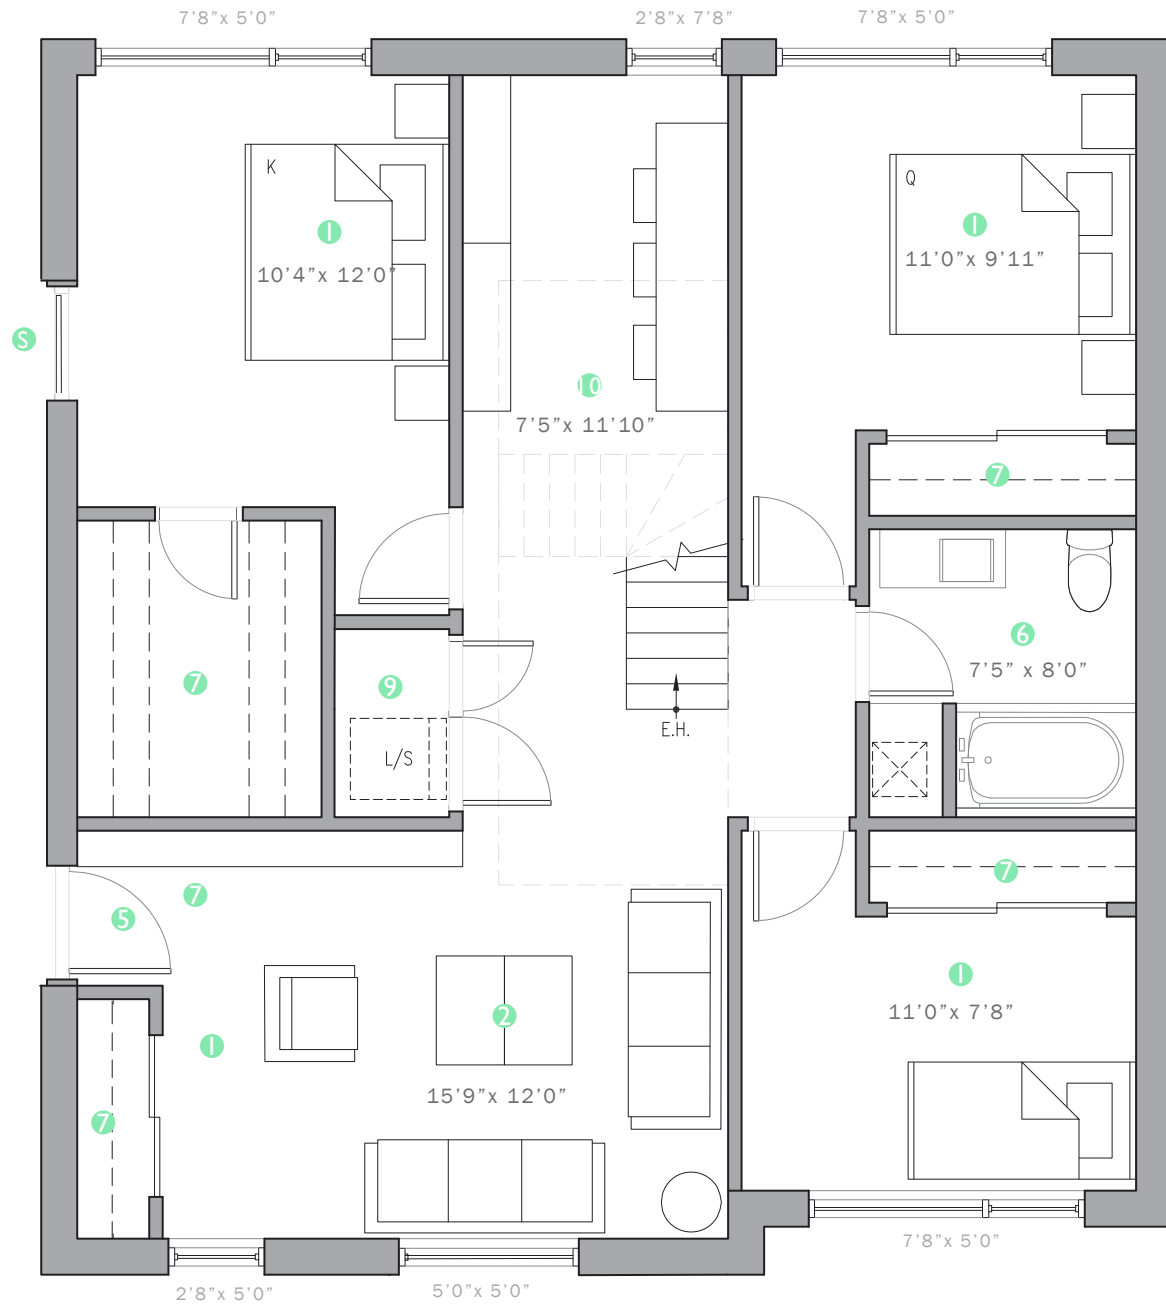 7'8"x 5'0"
2'8"x 7'8"
7'8"x 5'0"
K
1
10'4"x 12'0"
Q
1
11'0"x 9'11"
S
10
7'5"x 11'10"
7
6
7'5" x 8'0"
7
9
E.H.
L/S
7
7
5
1
11'0"x 7'8"
2
1
15'9"x 12'0"
7
7'8"x 5'0"
2'8"x 5'0"
5'0"x 5'0"